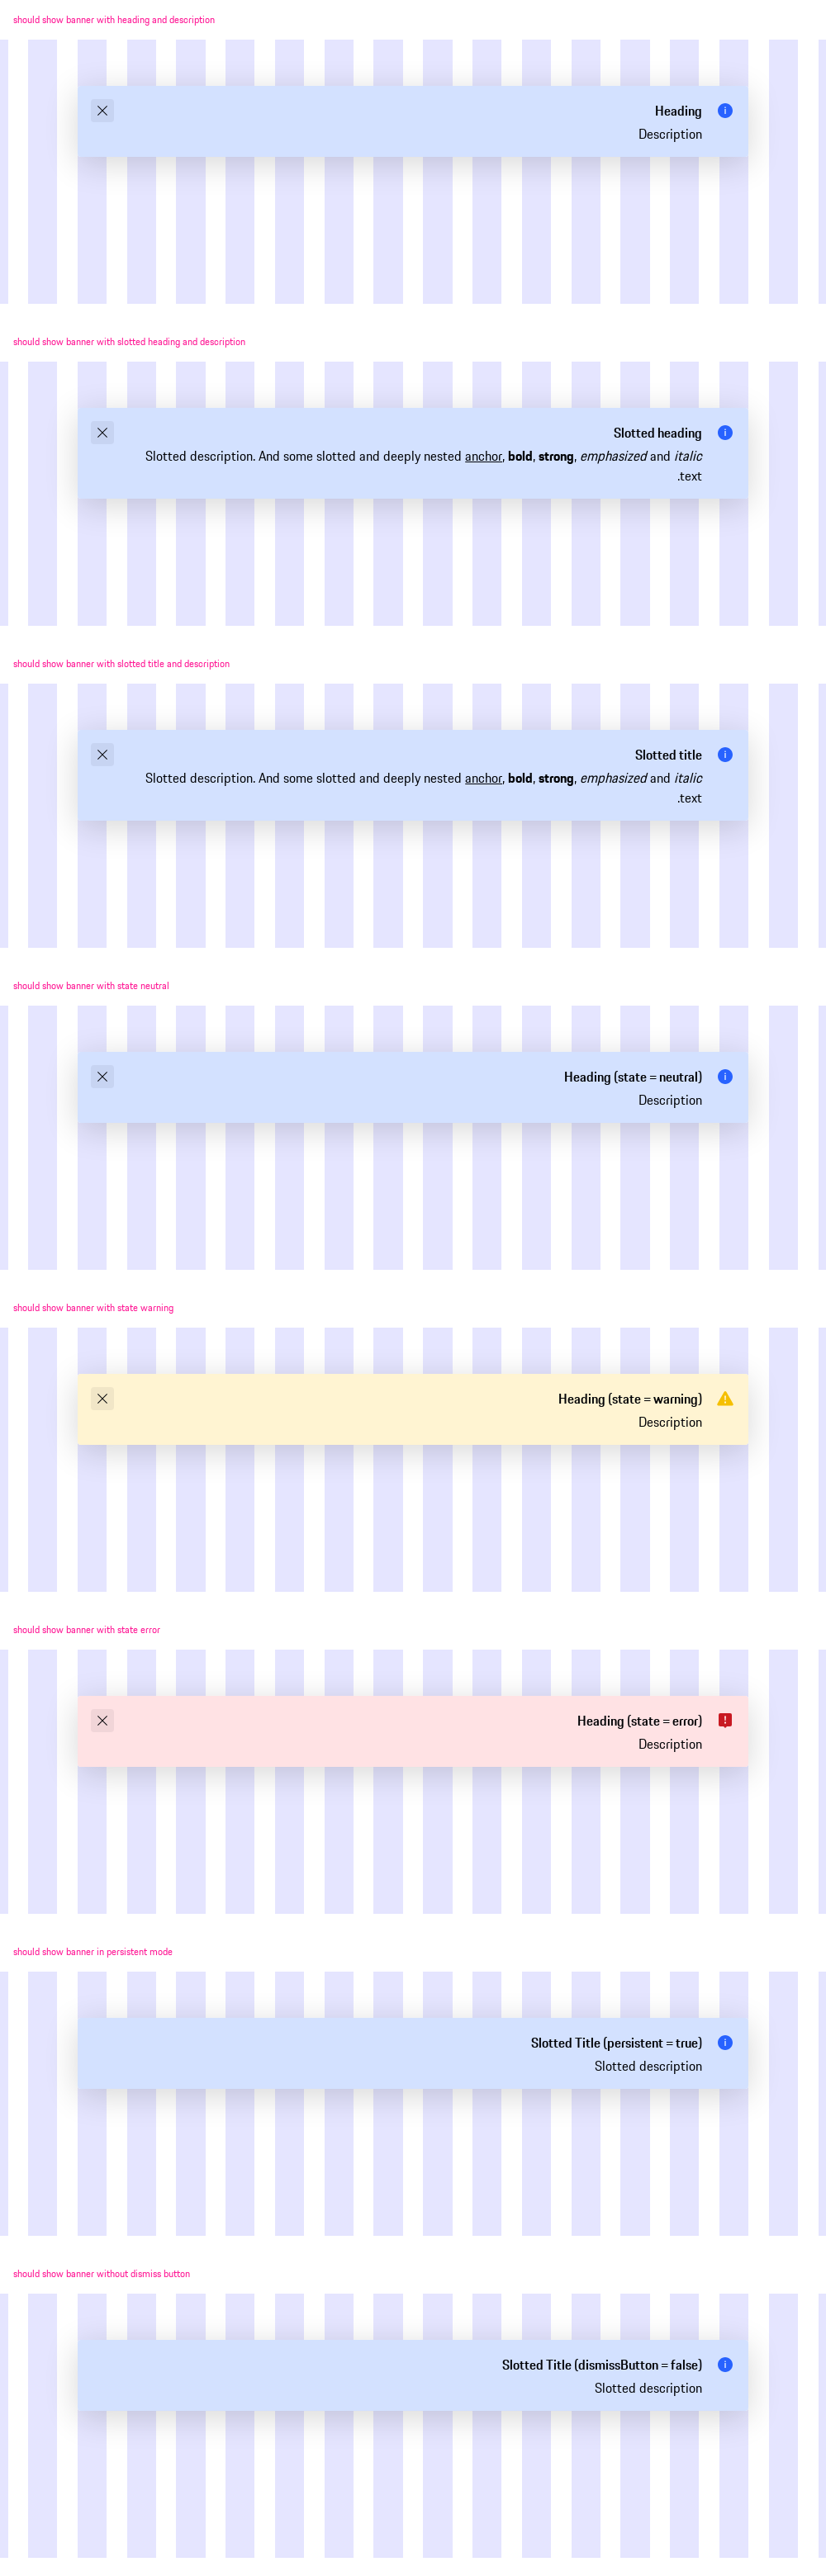 should show banner with heading and description
Heading
Description
should show banner with slotted heading and description
Slotted heading
Slotted description. And some slotted and deeply nested anchor, bold, strong, emphasized and italic
.text
should show banner with slotted title and description
Slotted title
Slotted description. And some slotted and deeply nested anchor, bold, strong, emphasized and italic
.text
should show banner with state neutral
Heading (state = neutral)
Description
should show banner with state warning
Heading (state = warning)
Description
should show banner with state error
Heading (state = error)
Description
should show banner in persistent mode
Slotted Title (persistent = true)
Slotted description
should show banner without dismiss button
Slotted Title (dismissButton = false)
Slotted description